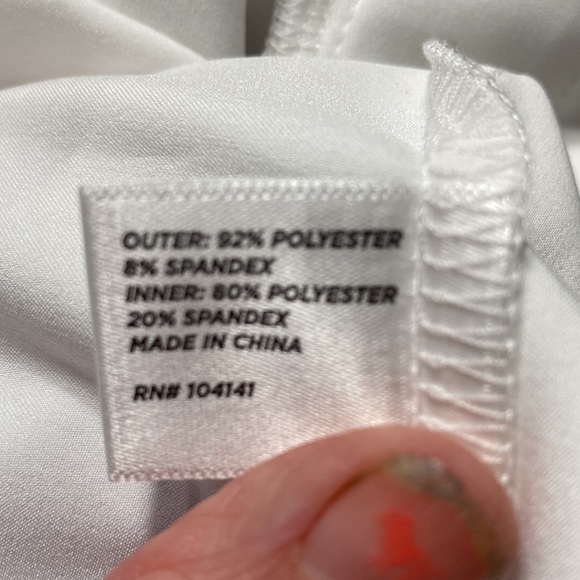 OUTER: 92% POLYESTER
8% SPANDEX
INNER: 80% POLYESTER
20% SPANDEX
MADE IN CHINA
RN# 104141